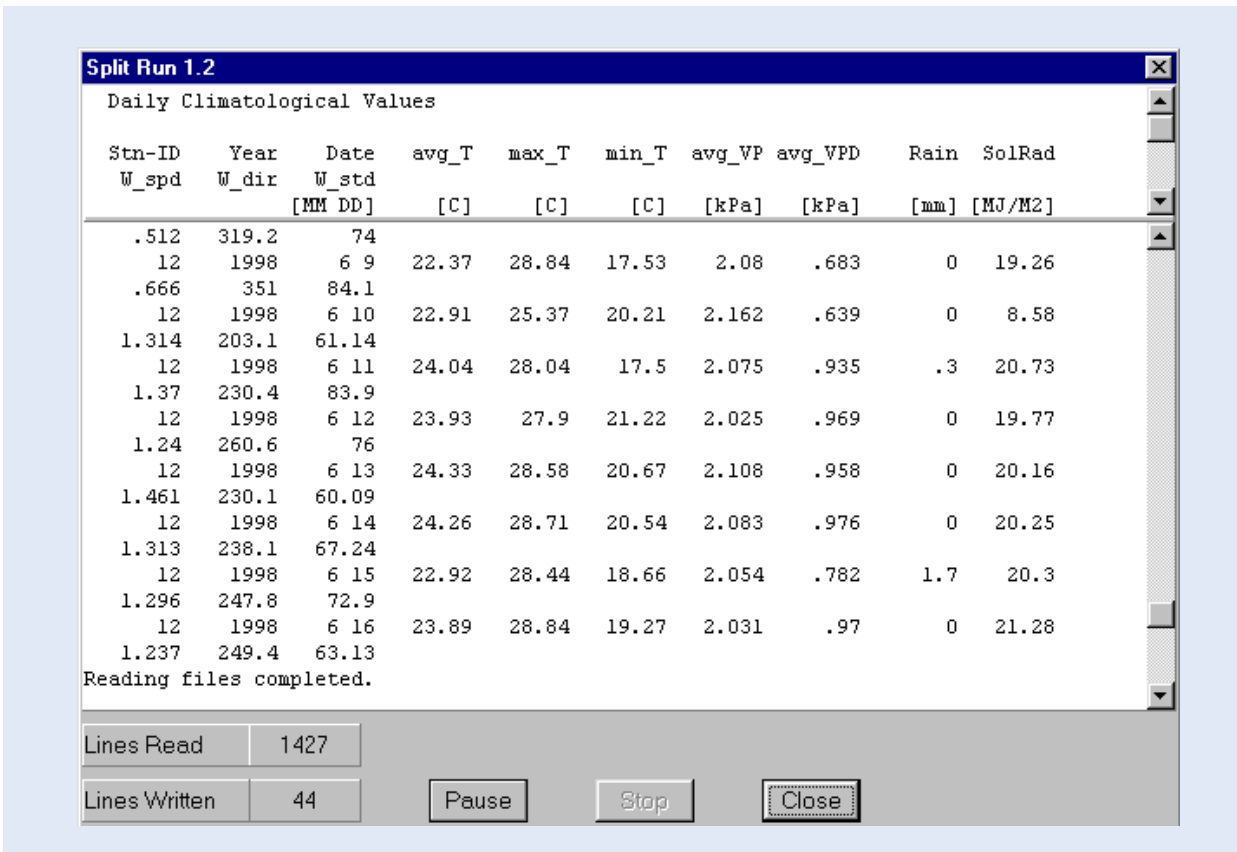 Split Run 1.2
Daily Climatological Values
Stn-ID Year Date avg_T max_T min_T avg_VP avg_VPD Rain SolRad
W_spd W_dir W_std
[MM DD] [C] [C] [C] [kPa] [kPa] [mm] [MJ/M2]
.512 319.2 74
12 1998 6 9 22.37 28.84 17.53 2.08 .683 0 19.26
.666 351 84.1
12 1998 6 10 22.91 25.37 20.21 2.162 .639 0 8.58
1.314 203.1 61.14
12 1998 6 11 24.04 28.04 17.5 2.075 .935 .3 20.73
1.37 230.4 83.9
12 1998 6 12 23.93 27.9 21.22 2.025 .969 0 19.77
1.24 260.6 76
12 1998 6 13 24.33 28.58 20.67 2.108 .958 0 20.16
1.461 230.1 60.09
12 1998 6 14 24.26 28.71 20.54 2.083 .976 0 20.25
1.313 238.1 67.24
12 1998 6 15 22.92 28.44 18.66 2.054 .782 1.7 20.3
1.296 247.8 72.9
12 1998 6 16 23.89 28.84 19.27 2.031 .97 0 21.28
1.237 249.4 63.13
Reading files completed.
Lines Read 1427
Lines Written 44 Pause Stop Close